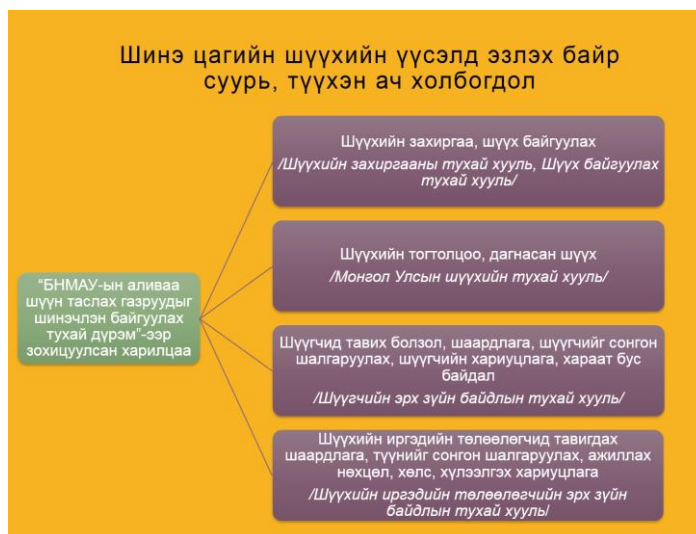 Шинэ цагийн шүүхийн үүсэлд эзлэх байр
суурь, түүхэн ач холбогдол
Шүүхийн захиргаа, шүүх байгуулах
/Шүүхийн захиргааны тухай хууль, Шүүх байгуулах
тухай хууль/
Шүүхийн тогтолцоо, дагнасан шүүх
/Монгол Улсын шүүхийн тухай хууль/
"БНМАУ-ын аливаа
шүүн таслах газруудыг
шинэчлэн байгуулах
тухай дүрэм"-ээр
зохицуулсан харилцаа
Шүүгчид тавих болзол, шаардлага, шүүгчийг сонгон
шалгаруулах, шүүгчийн хариуцлага, хараат бус
байдал
/Шүүгчийн эрх зүйн байдлын тухай хууль/
Шүүхийн иргэдийн төлөөлөгчид тавигдах
шаардлага, түүнийг сонгон шалгаруулах, ажиллах
нөхцөл, хөлс, хүлээлгэх хариуцлага
/Шүүхийн иргэдийн төлөөлөгчийн эрх зүйн
байдлын тухай хууль/